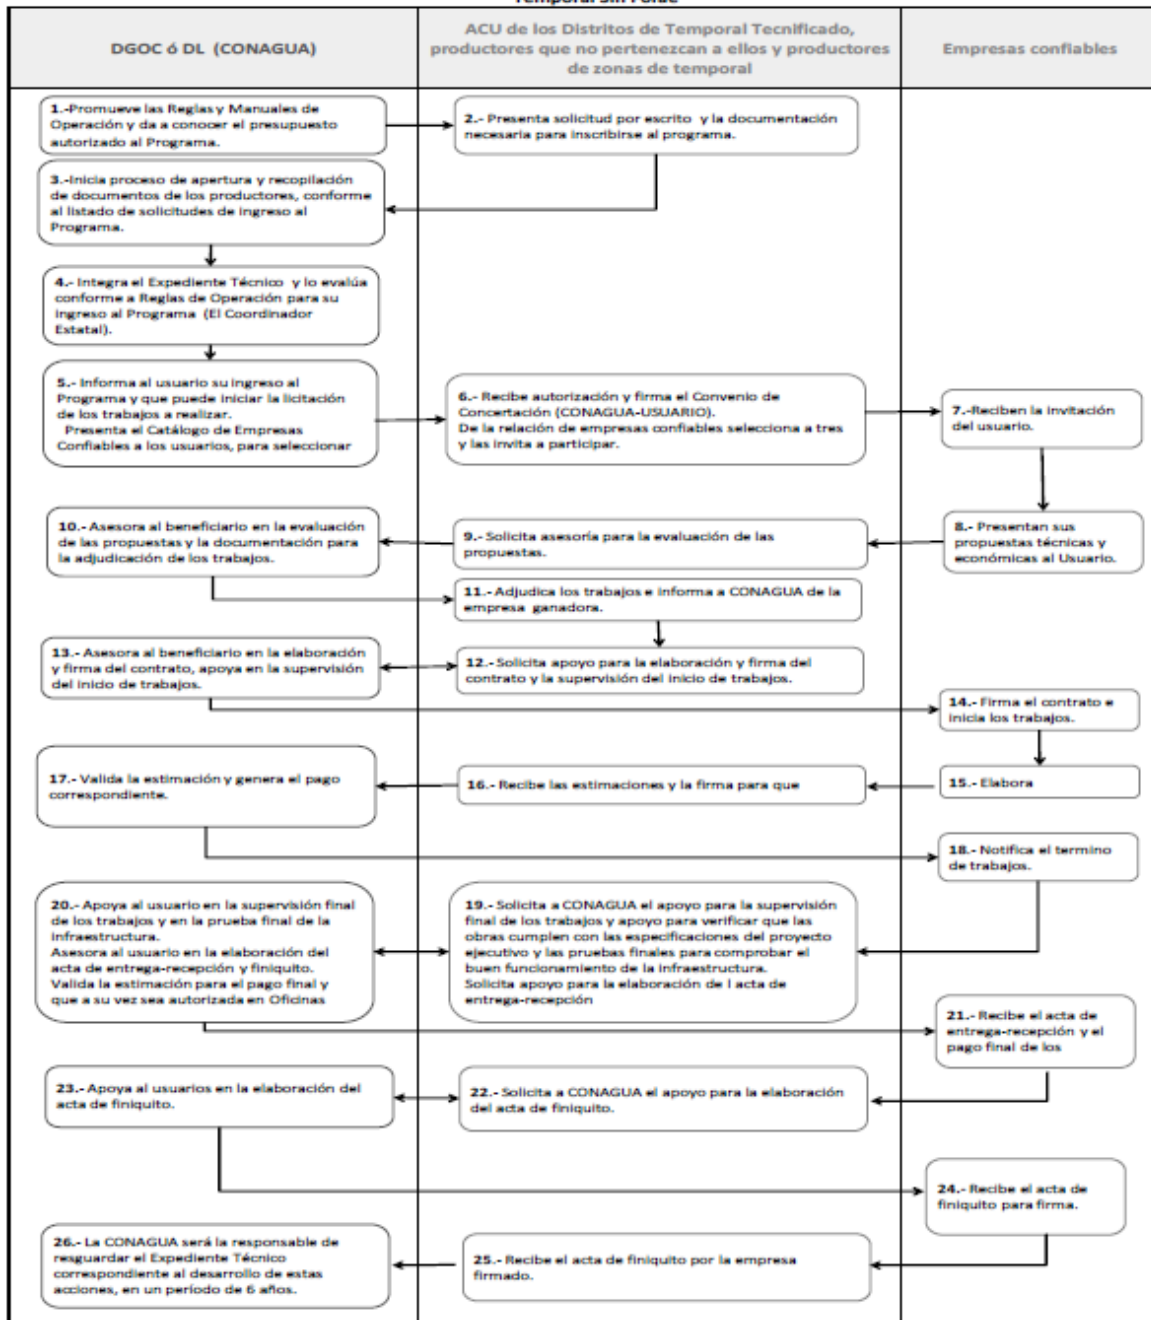 Temporal Sin Fofae
DGOC ó DL (CONAGUA)
ACU de los Distritos de Temporal Tecnificado,
productores que no pertenezcan a ellos y productores
de zonas de temporal
Empresas confiables
1.-Promueve las Reglas y Manuales de
Operación y da a conocer el presupuesto
autorizado al Programa.
2.- Presenta solicitud por escrito y la documentación
necesaria para inscribirse al programa.
3.-Inicia proceso de apertura y recopilación
de documentos de los productores, conforme
al listado de solicitudes de ingreso al
Programa.
4.- Integra el Expediente Técnico y lo evalúa
conforme a Reglas de Operación para su
ingreso al Programa (El Coordinador
Estatal).
5.- Informa al usuario su ingreso al
Programa y que puede iniciar la licitación
de los trabajos a realizar.
Presenta el Catálogo de Empresas
Confiables a los usuarios, para seleccionar
6.- Recibe autorización y firma el Convenio de
Concertación (CONAGUA-USUARIO).
De la relación de empresas confiables selecciona a tres
y las invita a participar.
7.-Reciben la invitación
del usuario.
8.- Presentan sus
propuestas técnicas y
económicas al Usuario.
9.- Solicita asesoría para la evaluación de las
propuestas.
10.- Asesora al beneficiario en la evaluación
de las propuestas y la documentación para
la adjudicación de los trabajos.
11.- Adjudica los trabajos e informa a CONAGUA de la
empresa ganadora.
12.- Solicita apoyo para la elaboración y firma del
contrato y la supervisión del inicio de trabajos.
13.- Asesora al beneficiario en la elaboración
y firma del contrato, apoya en la supervisión
del inicio de trabajos.
14.- Firma el contrato e
inicia los trabajos.
15.- Elabora
16.- Recibe las estimaciones y la firma para que
17.- Valida la estimación y genera el pago
correspondiente.
18.- Notifica el termino
de trabajos.
19.- Solicita a CONAGUA el apoyo para la supervisión
final de los trabajos y apoyo para verificar que las
obras cumplen con las especificaciones del proyecto
ejecutivo y las pruebas finales para comprobar el
buen funcionamiento de la infraestructura.
Solicita apoyo para la elaboración de l acta de
entrega-recepción
20.- Apoya al usuario en la supervisión final
de los trabajos y en la prueba final de la
infraestructura.
Asesora al usuario en la elaboración del
acta de entrega-recepción y finiquito.
Valida la estimación para el pago final y
que a su vez sea autorizada en Oficinas
21.- Recibe el acta de
entrega-recepción y el
pago final de los
22.- Solicita a CONAGUA el apoyo para la elaboración
del acta de finiquito.
23.- Apoya al usuarios en la elaboración del
acta de finiquito.
24.- Recibe el acta de
finiquito para firma.
25.- Recibe el acta de finiquito por la empresa
firmado.
26.- La CONAGUA será la responsable de
resguardar el Expediente Técnico
correspondiente al desarrollo de estas
acciones, en un período de 6 años.